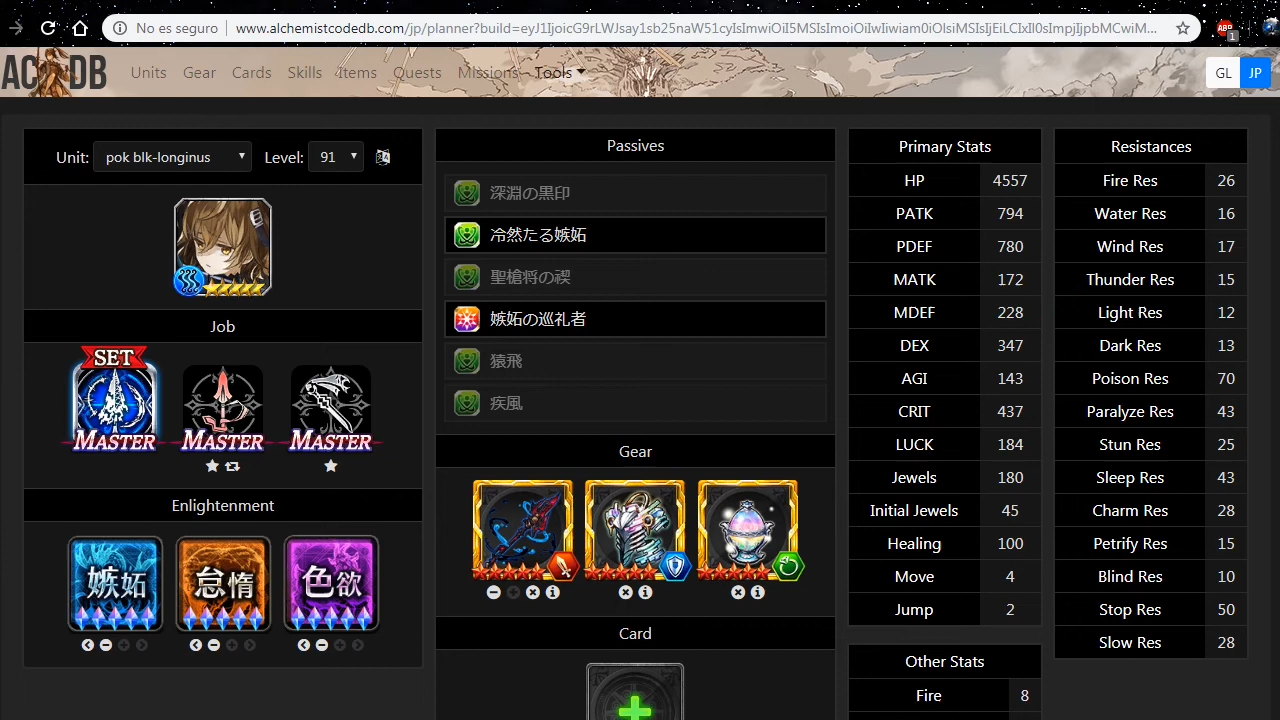 No es seguro | www.alchemistcodedb.com/jp/planner?build=
ACDB Units Gear Cards Skills Items Quests Missions Tools GL JP
Unit: pok blk-longinus Level: 91
Job
SET
MASTER MASTER MASTER
Enlightenment
嫉妬 怠惰 色欲
Passives
深淵の黒印
冷然たる嫉妬
聖槍将の禊
嫉妬の巡礼者
猿飛
疾風
Gear
Card
Primary Stats
HP 4557
PATK 794
PDEF 780
MATK 172
MDEF 228
DEX 347
AGI 143
CRIT 437
LUCK 184
Jewels 180
Initial Jewels 45
Healing 100
Move 4
Jump 2
Other Stats
Fire 8
Resistances
Fire Res 26
Water Res 16
Wind Res 17
Thunder Res 15
Light Res 12
Dark Res 13
Poison Res 70
Paralyze Res 43
Stun Res 25
Sleep Res 43
Charm Res 28
Petrify Res 15
Blind Res 10
Stop Res 50
Slow Res 28